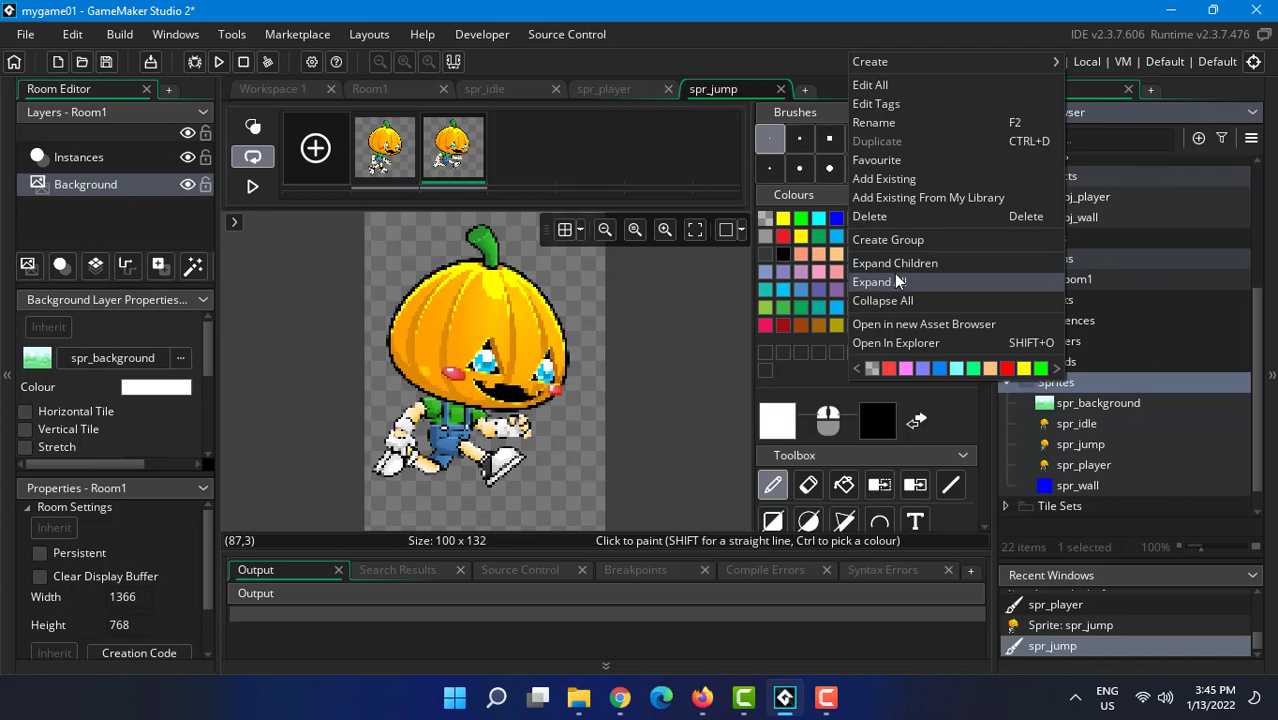 mygame01 - GameMaker Studio 2*
File Edit Build Windows Tools Marketplace Help Layouts Developer Source Control
IDE v2.3.7.606 Runtime v2.3.7.476
Local | VM | Default | Default
Room Editor
Workspace 1 Room1 spr_idle spr_player spr_jump
Layers - Room1
Instances
Background
Background Layer Properties...
Inherit
spr_background ...
Colour
Horizontal Tile
Vertical Tile
Stretch
Properties - Room1
Room Settings
Inherit
Persistent
Clear Display Buffer
Width 1366
Height 768
Inherit Creation Code
Brushes
Colours
Toolbox
(87,3) Size: 100 x 132 Click to paint (SHIFT for a straight line, Ctrl to pick a colour)
Output Search Results Source Control Breakpoints Compile Errors Syntax Errors
Output
Create
Edit All
Edit Tags
Rename F2
Duplicate CTRL+D
Favourite
Add Existing
Add Existing From My Library
Delete Delete
Create Group
Expand Children
Expand
Collapse All
Open in new Asset Browser
Open In Explorer SHIFT+O
Sprites
spr_background
spr_idle
spr_jump
spr_player
spr_wall
Tile Sets
22 items 1 selected 100%
Recent Windows
spr_player
Sprite: spr_jump
spr_jump
ENG
US
3:45 PM
1/13/2022